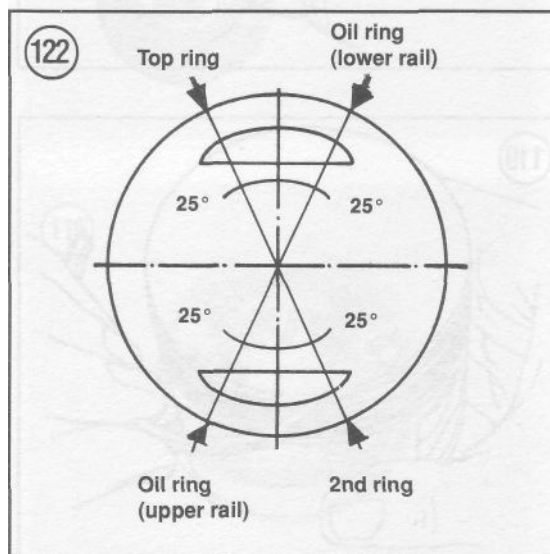 122
Top ring
Oil ring
(lower rail)
25°
25°
25°
25°
Oil ring
(upper rail)
2nd ring